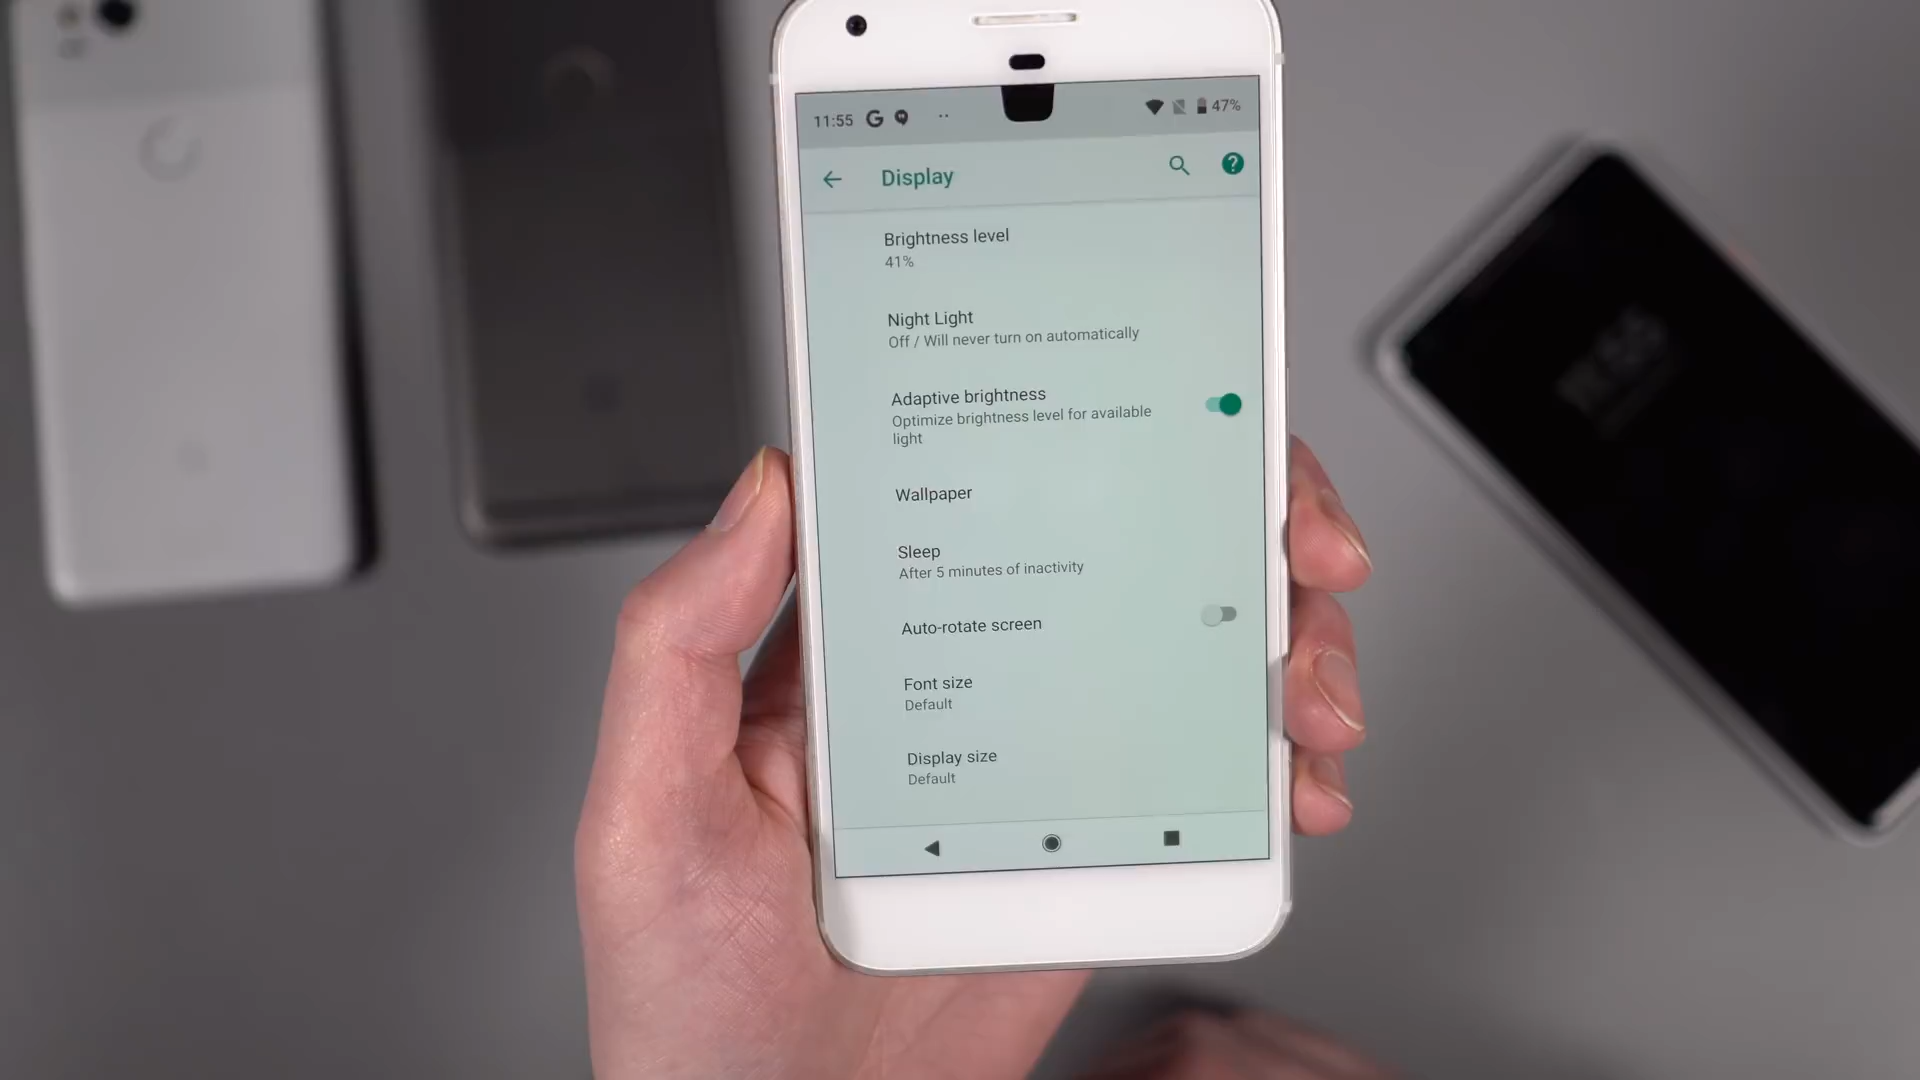 11:55 G 47%
Display
Brightness level
41%
Night Light
Off / Will never turn on automatically
Adaptive brightness
Optimize brightness level for available
light
Wallpaper
Sleep
After 5 minutes of inactivity
Auto-rotate screen
Font size
Default
Display size
Default